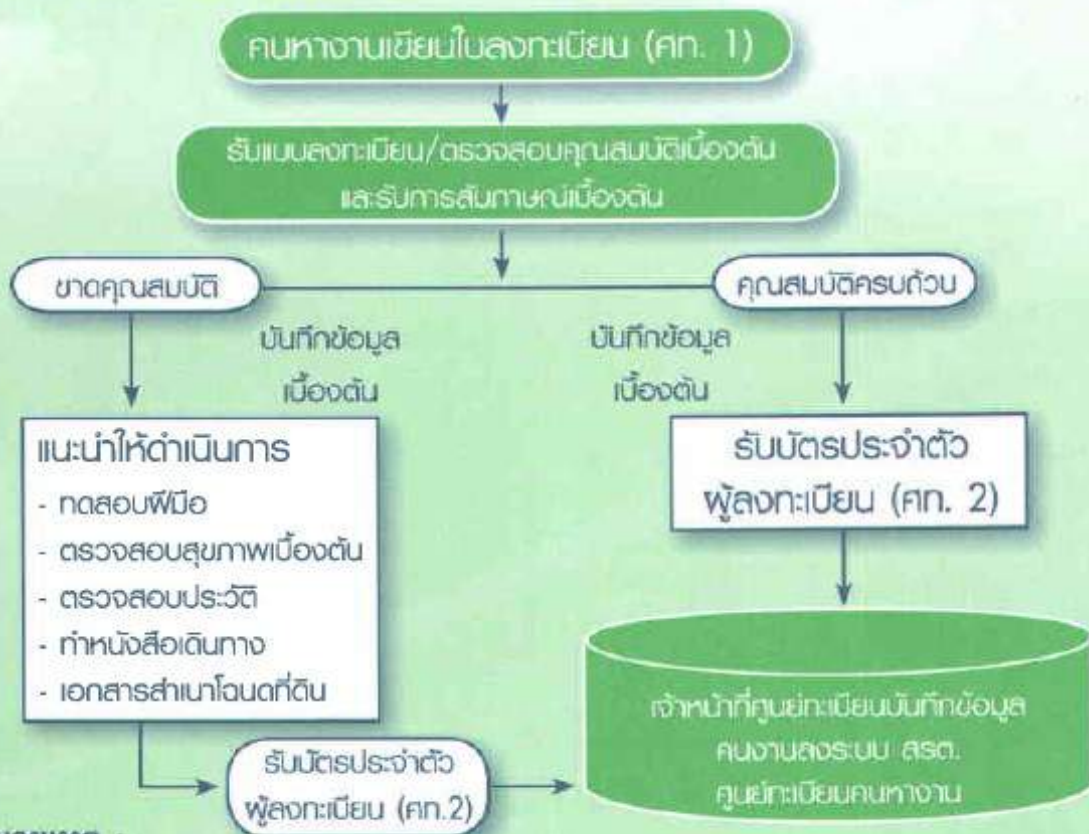 คนหางานเขียนใบลงทะเบียน (ศท. 1)
รับแบบลงทะเบียน/ตรวจสอบคุณสมบัติเบื้องต้น
และรับการสัมภาษณ์เบื้องต้น
ขาดคุณสมบัติ
คุณสมบัติครบถ้วน
บันทึกข้อมูล
เบื้องต้น
บันทึกข้อมูล
เบื้องต้น
แนะนำให้ดำเนินการ
- ทดสอบฝีมือ
- ตรวจสอบสุขภาพเบื้องต้น
- ตรวจสอบประวัติ
- ทำหนังสือเดินทาง
- เอกสารสำเนาโฉนดที่ดิน
รับบัตรประจำตัว
ผู้ลงทะเบียน (ศท. 2)
รับบัตรประจำตัว
ผู้ลงทะเบียน (ศท.2)
เจ้าหน้าที่ศูนย์ทะเบียนบันทึกข้อมูล
คนงานลงระบบ สรต.
ศูนย์ทะเบียนคนหางาน